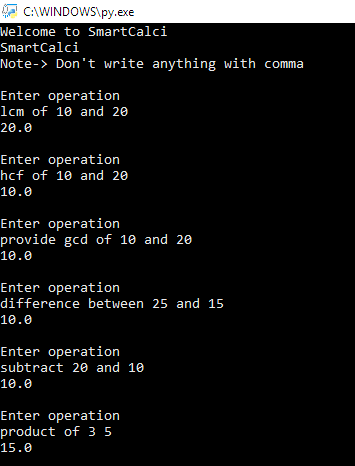 C:\WINDOWS\py.exe
Welcome to SmartCalci
SmartCalci
Note-> Don't write anything with comma
Enter operation
lcm of 10 and 20
20.0
Enter operation
hcf of 10 and 20
10.0
Enter operation
provide gcd of 10 and 20
10.0
Enter operation
difference between 25 and 15
10.0
Enter operation
subtract 20 and 10
10.0
Enter operation
product of 3 5
15.0